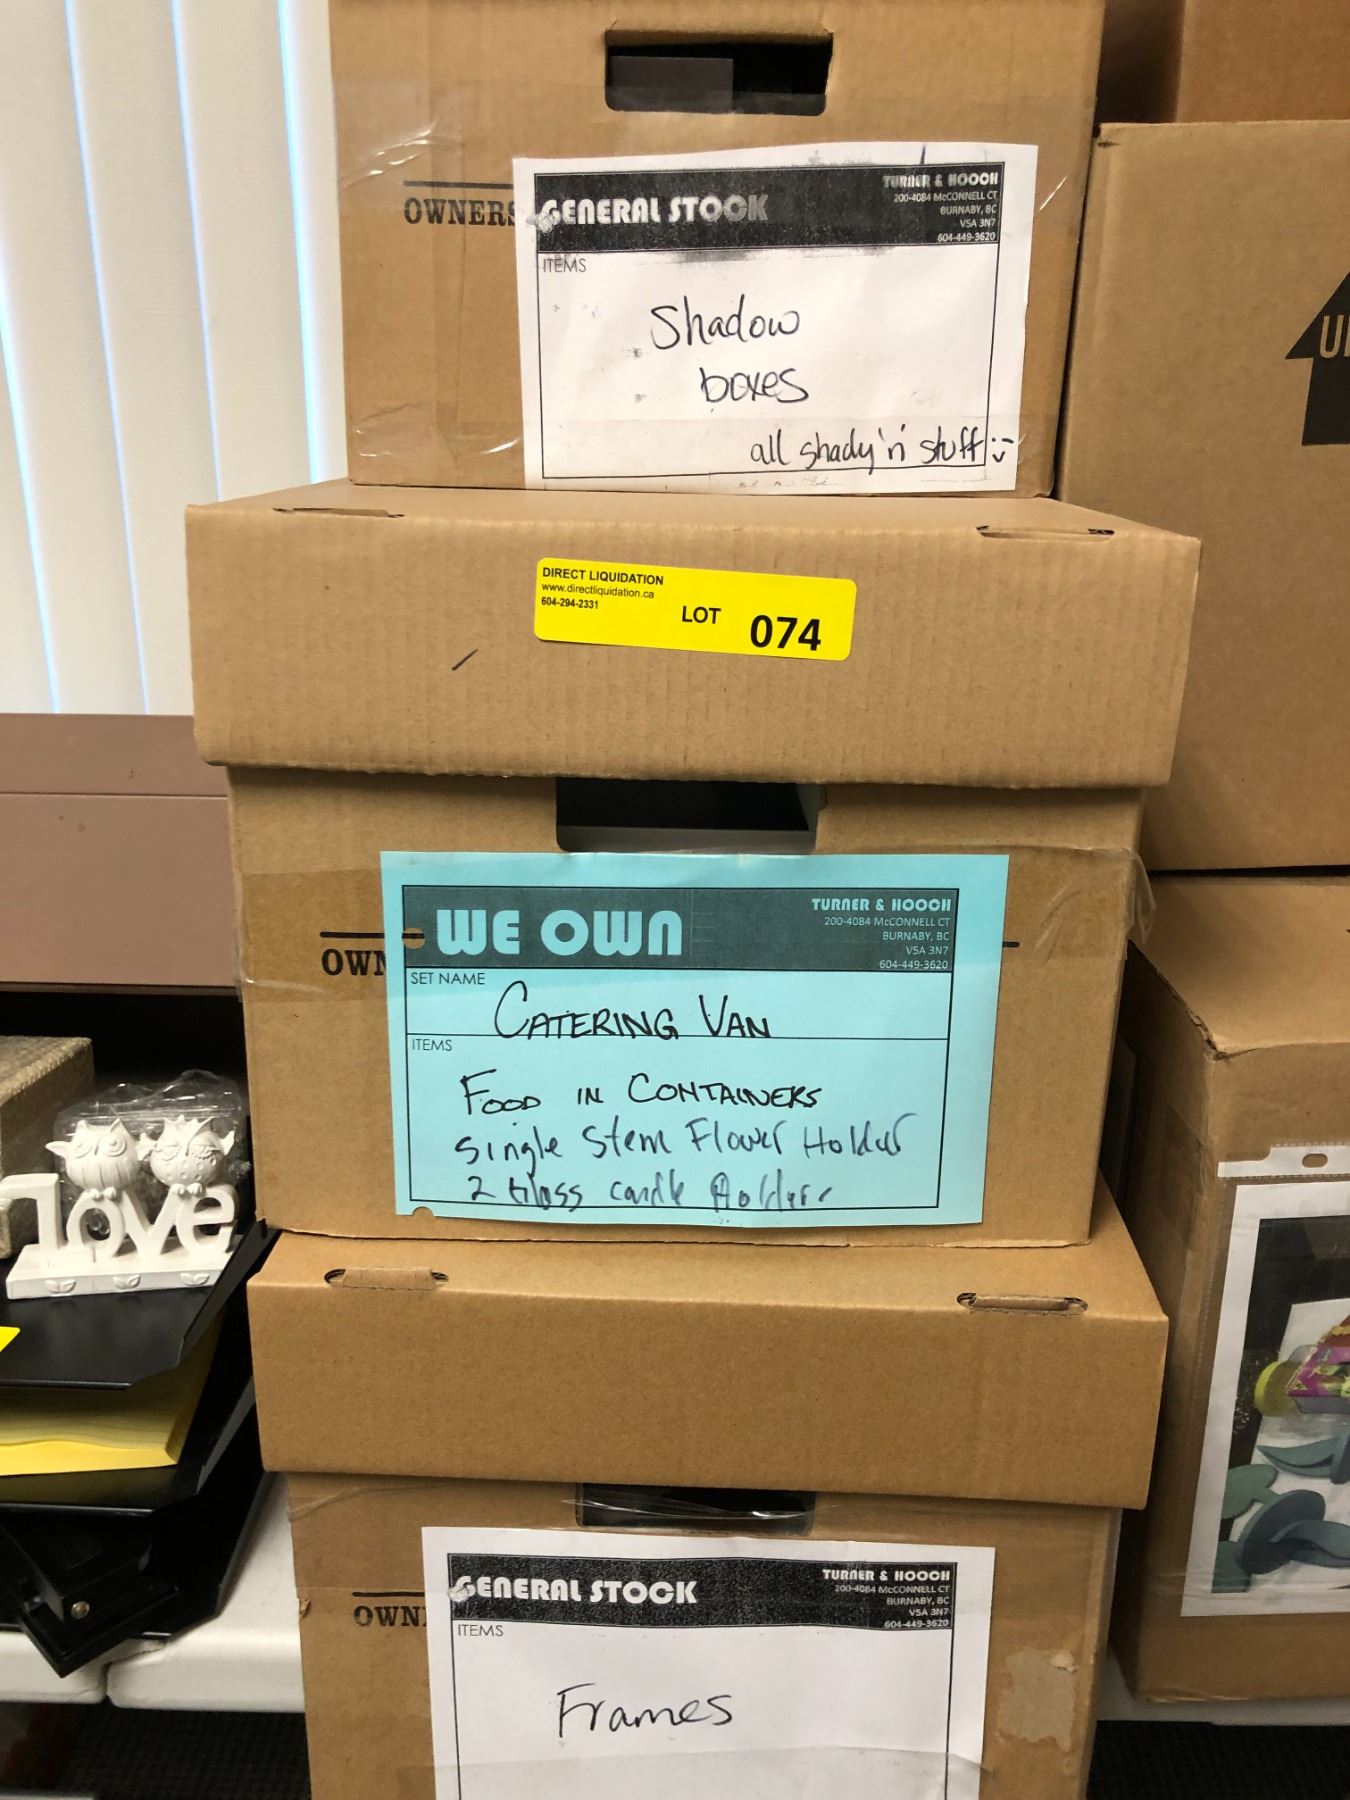 OWNERS
GENERAL STOCK
TURNER & HOOCH
200-4084 McCONNELL CT
BURNABY, BC
V5A 3N7
604-449-3620
ITEMS
Shadow
boxes
all shady 'n' stuff :-)
U
DIRECT LIQUIDATION
www.directliquidation.ca
604-294-2331
LOT 074
OWN
WE OWN
TURNER & HOOCH
200-4084 McCONNELL CT
BURNABY, BC
V5A 3N7
604-449-3620
SET NAME
CATERING VAN
ITEMS
FOOD IN CONTAINERS
Single Stem Flower Holder
2 Glass candle Holders
love
OWN
GENERAL STOCK
TURNER & HOOCH
200-4084 McCONNELL CT
BURNABY, BC
V5A 3N7
604-449-3620
ITEMS
Frames